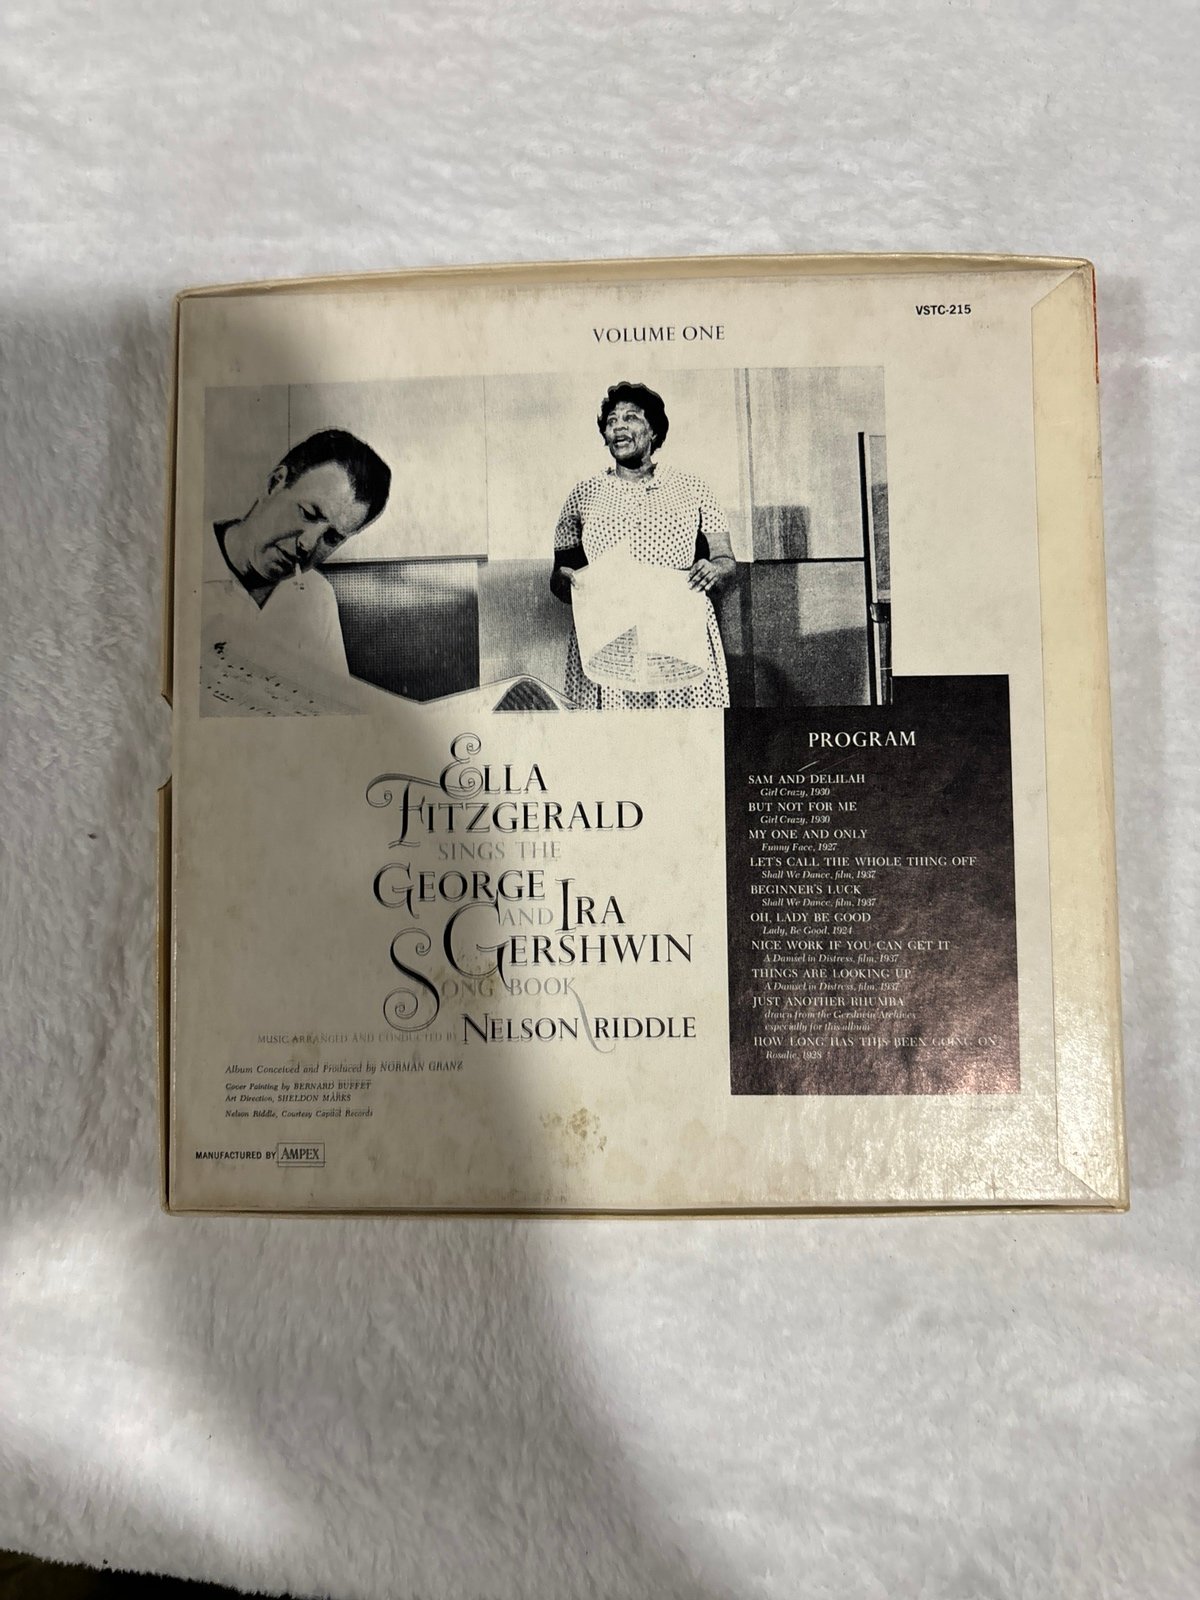 VSTC-215
VOLUME ONE
ELLA
FITZGERALD
SINGS THE
GEORGE
AND IRA
GERSHWIN
SONG BOOK
MUSIC ARRANGED AND CONDUCTED BY NELSON RIDDLE
Album Conceived and Produced by NORMAN GRANZ
Cover Painting by BERNARD BUFFET
Art Direction, SHELDON MARKS
Nelson Riddle, Courtesy Capitol Records
MANUFACTURED BY AMPEX
PROGRAM
SAM AND DELILAH
Girl Crazy, 1930
BUT NOT FOR ME
Girl Crazy, 1930
MY ONE AND ONLY
Funny Face, 1927
LET'S CALL THE WHOLE THING OFF
Shall We Dance, film, 1937
BEGINNER'S LUCK
Shall We Dance, film, 1937
OH, LADY BE GOOD
Lady, Be Good, 1924
NICE WORK IF YOU CAN GET IT
A Damsel in Distress, film, 1937
THINGS ARE LOOKING UP
A Damsel in Distress, film, 1937
JUST ANOTHER RHUMBA
drawn from the Gershwin Archives
especially for this album
HOW LONG HAS THIS BEEN GOING ON
Rosalie, 1928